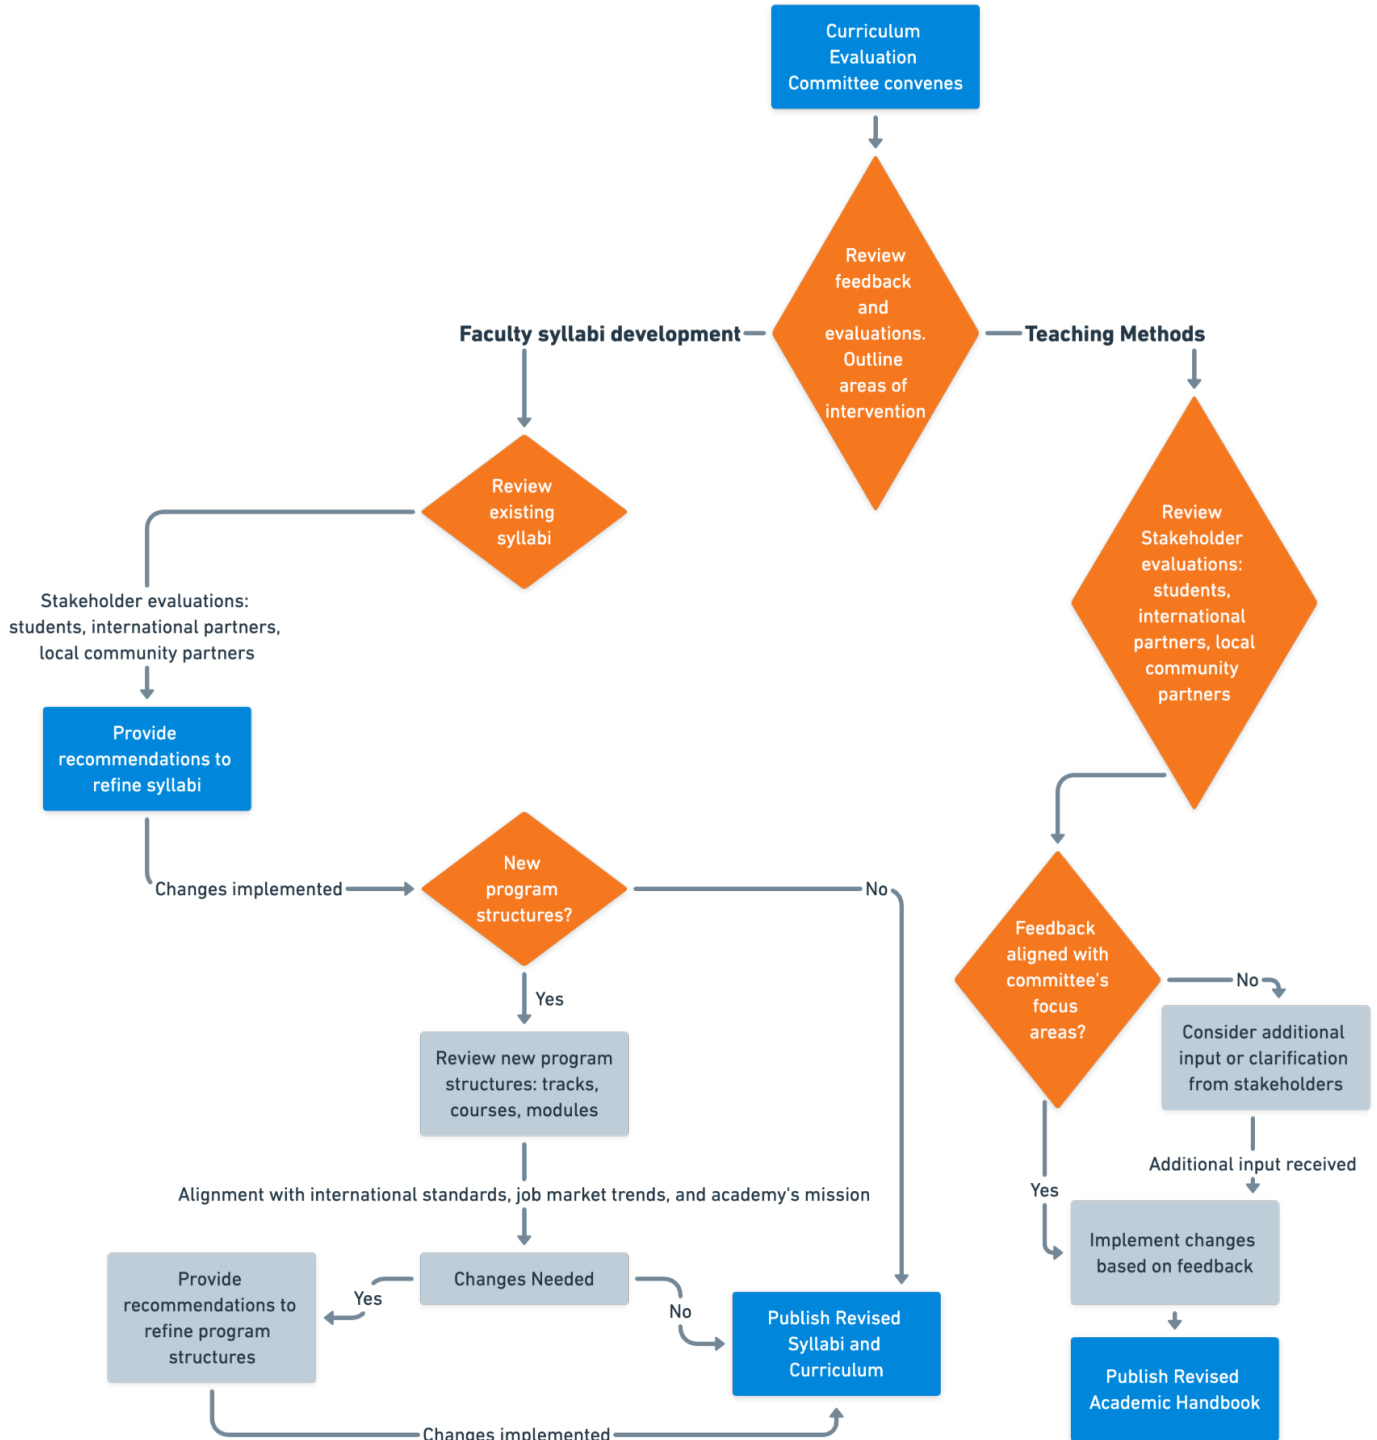 Curriculum
Evaluation
Committee convenes
Review
feedback
and
evaluations.
Outline
areas of
intervention
Faculty syllabi development
Teaching Methods
Review
existing
syllabi
Review
Stakeholder
evaluations:
students,
international
partners, local
community
partners
Stakeholder evaluations:
students, international partners,
local community partners
Provide
recommendations to
refine syllabi
Changes implemented
New
program
structures?
No
Yes
Feedback
aligned with
committee's
focus
areas?
No
Consider additional
input or clarification
from stakeholders
Review new program
structures: tracks,
courses, modules
Additional input received
Yes
Alignment with international standards, job market trends, and academy's mission
Implement changes
based on feedback
Changes Needed
Yes
No
Provide
recommendations to
refine program
structures
Publish Revised
Syllabi and
Curriculum
Publish Revised
Academic Handbook
Changes implemented